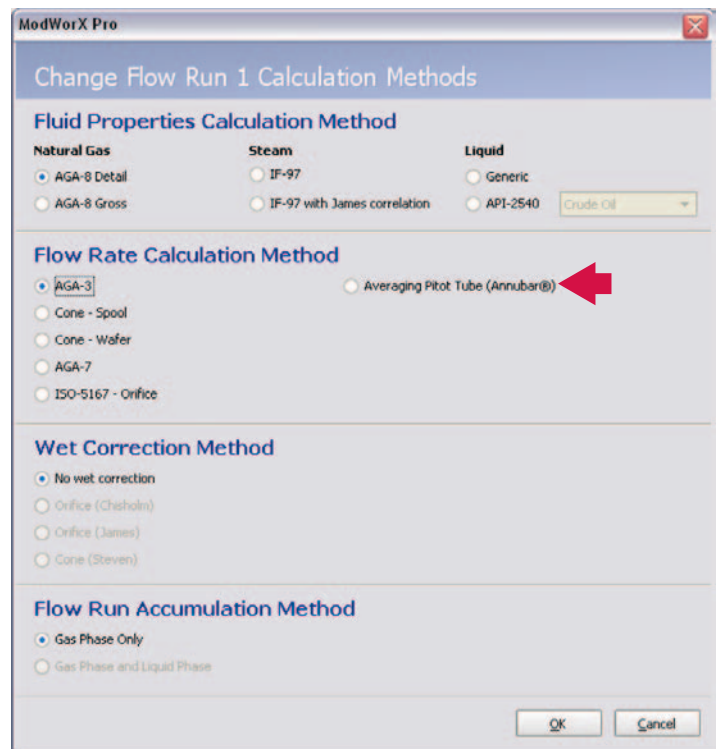 ModWorX Pro
Change Flow Run 1 Calculation Methods
Fluid Properties Calculation Method
Natural Gas Steam Liquid
AGA-8 Detail IF-97 Generic
AGA-8 Gross IF-97 with James correlation API-2540 Crude Oil
Flow Rate Calculation Method
AGA-3 Averaging Pitot Tube (Annubar®)
Cone - Spool
Cone - Wafer
AGA-7
ISO-5167 - Orifice
Wet Correction Method
No wet correction
Orifice (Chisholm)
Orifice (James)
Cone (Steven)
Flow Run Accumulation Method
Gas Phase Only
Gas Phase and Liquid Phase
OK Cancel